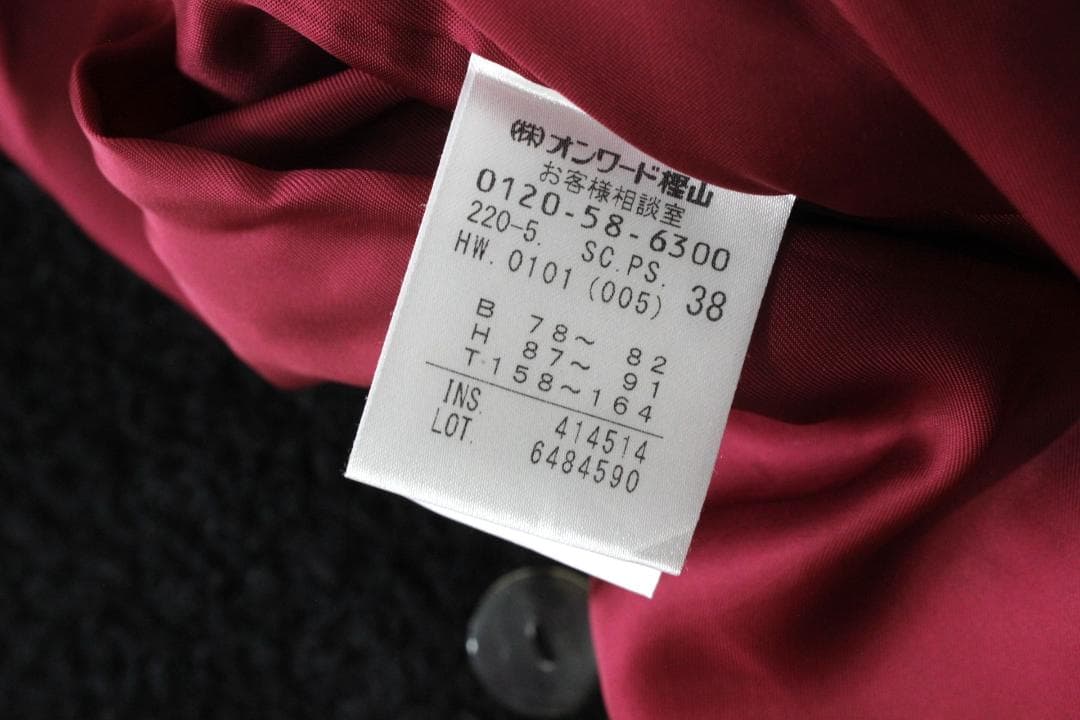 (株)オンワード樫山
お客様相談室
0120-58-6300
220-5. SC.PS.
HW. 0101 (005) 38
B 78~ 82
H 87~ 91
T·158~164
INS. 414514
LOT. 6484590